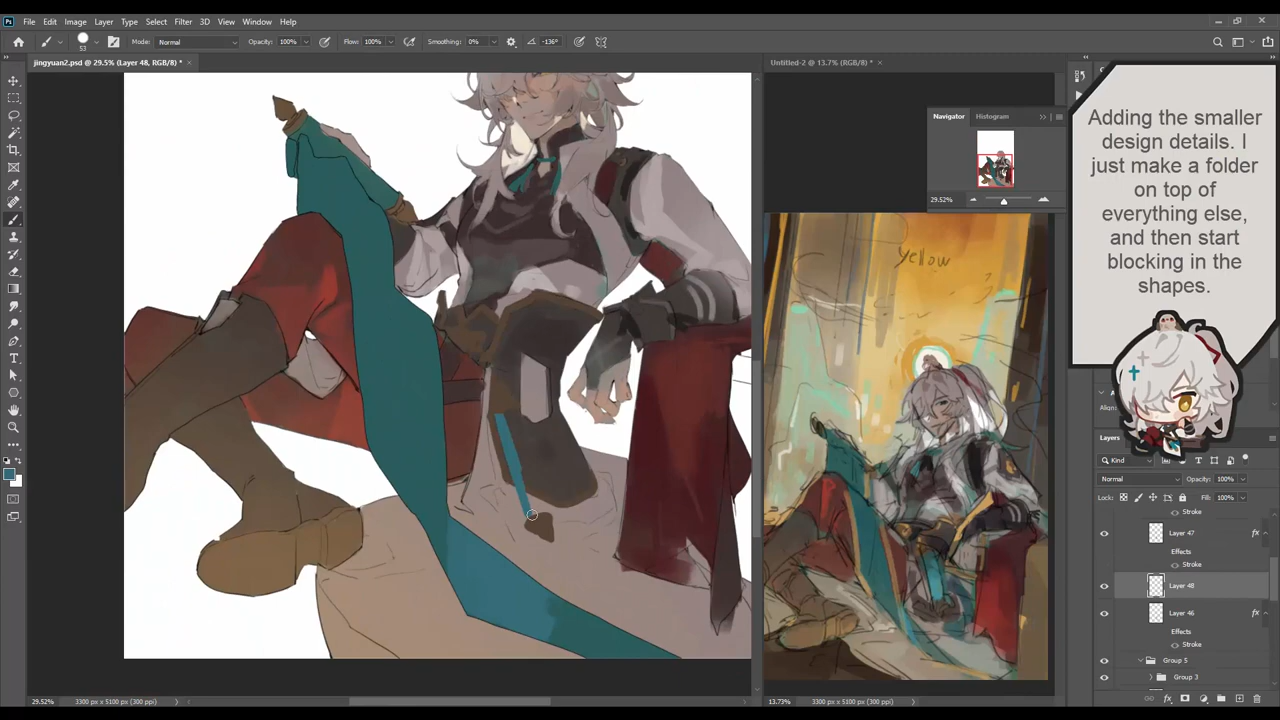 Ps File Edit Image Layer Type Select Filter 3D View Window Help
53 Mode: Normal Opacity: 100% Flow: 100% Smoothing: 0% -136°
jingyuan2.psd @ 29.5% (Layer 48, RGB/8) * ×
Untitled-2 @ 13.7% (RGB/8) * ×
Navigator Histogram
29.52%
Adding the smaller
design details. I
just make a folder
on top of
everything else,
and then start
blocking in the
shapes.
yellow
Layers
Kind
Normal Opacity: 100%
Lock: Fill: 100%
Stroke
Layer 47 fx
Effects
Stroke
Layer 48
Layer 46 fx
Effects
Stroke
Group 5
Group 3
29.52% 3300 px x 5100 px (300 ppi)
13.73% 3300 px x 5100 px (300 ppi)